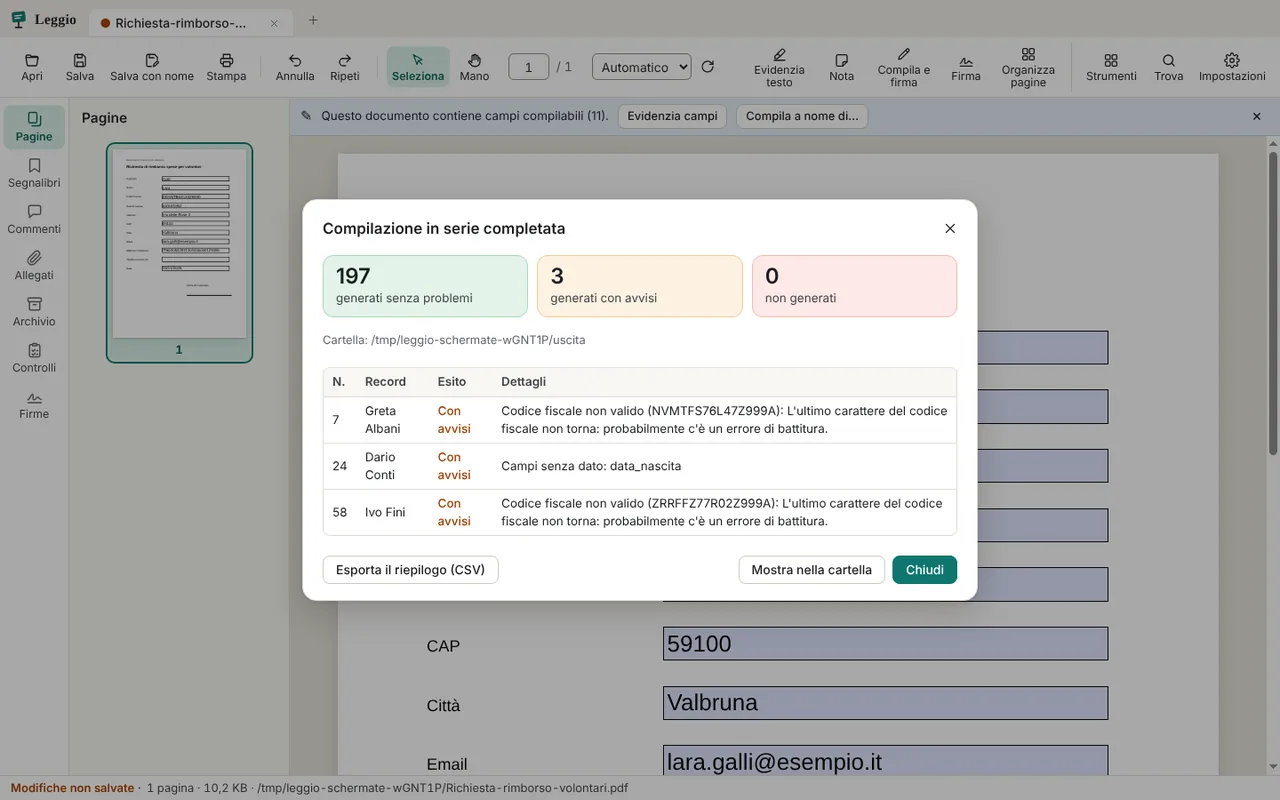 Leggio
Richiesta-rimborso-...
Apri
Salva
Salva con nome
Stampa
Annulla
Ripeti
Seleziona
Mano
1 / 1
Automatico
Evidenzia testo
Nota
Compila e firma
Firma
Organizza pagine
Strumenti
Trova
Impostazioni
Pagine
Segnalibri
Commenti
Allegati
Archivio
Controlli
Firme
Pagine
1
Questo documento contiene campi compilabili (11).
Evidenzia campi
Compila a nome di...
Compilazione in serie completata
197
generati senza problemi
3
generati con avvisi
0
non generati
Cartella: /tmp/leggio-schermate-wGNT1P/uscita
N. Record Esito Dettagli
7 Greta Albani Con avvisi Codice fiscale non valido (NVMTFS76L47Z999A): L'ultimo carattere del codice
fiscale non torna: probabilmente c'è un errore di battitura.
24 Dario Conti Con avvisi Campi senza dato: data_nascita
58 Ivo Fini Con avvisi Codice fiscale non valido (ZRRFFZ77R02Z999A): L'ultimo carattere del codice
fiscale non torna: probabilmente c'è un errore di battitura.
Esporta il riepilogo (CSV)
Mostra nella cartella
Chiudi
CAP 59100
Città Valbruna
Email lara.galli@esempio.it
Modifiche non salvate · 1 pagina · 10,2 KB · /tmp/leggio-schermate-wGNT1P/Richiesta-rimborso-volontari.pdf